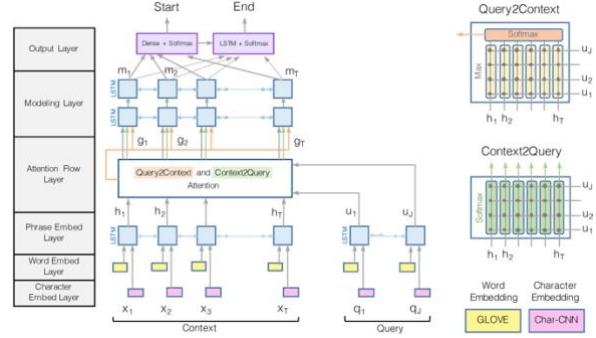 Start
End
Query2Context
Output Layer
Dense + Softmax
LSTM + Softmax
Softmax
Max
uJ
u2
u1
h1 h2 hT
m1 m2 mT
Modeling Layer
LSTM
LSTM
g1 g2 gT
Attention Flow
Layer
Query2Context and Context2Query
Attention
Context2Query
Softmax
uJ
u2
u1
h1 h2 hT
h1 h2 hT
u1 uJ
Phrase Embed
Layer
LSTM
LSTM
Word Embed
Layer
Character
Embed Layer
x1 x2 x3 xT
q1 qJ
Context
Query
Word
Embedding
Character
Embedding
GLOVE
Char-CNN